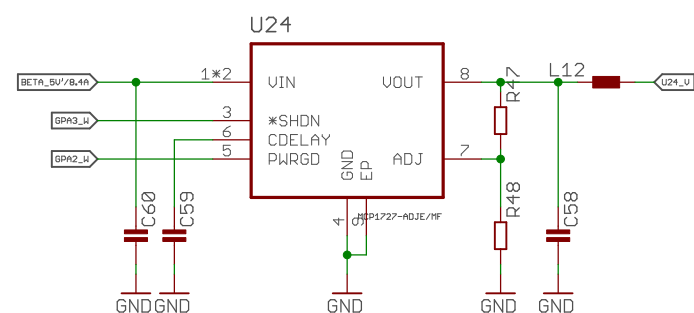 U24
BETA_5V'/8.4A
1*2
VIN
VOUT
8
R47
L12
U24_V
GPA3_W
3
*SHDN
6
CDELAY
GPA2_W
5
PWRGD
GND
EP
ADJ
7
C60
C59
4
9
MCP1727-ADJE/MF
R48
C58
GND
GND
GND
GND
GND